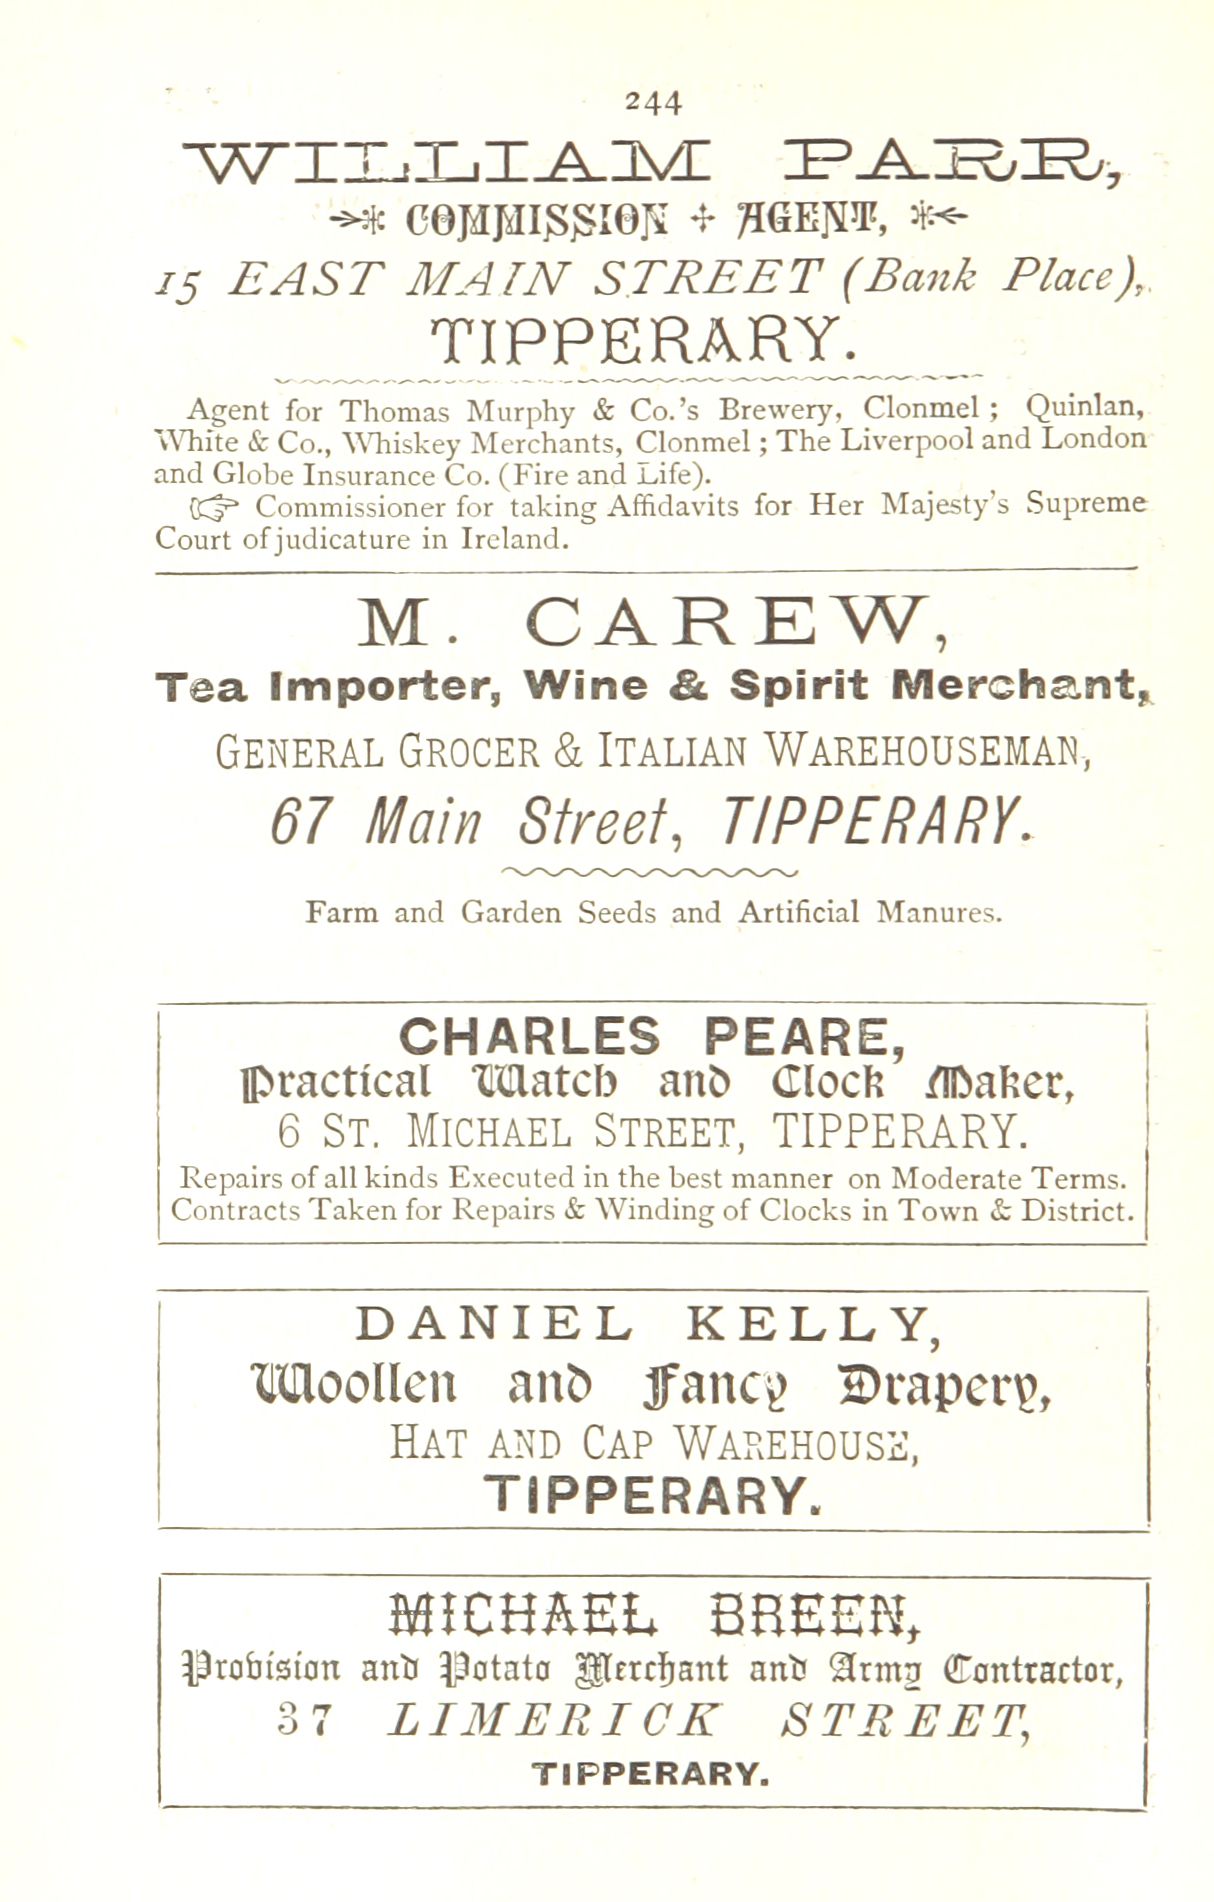 244
WILLIAM PARR,
COMMISSION AGENT,
15 EAST MAIN STREET (Bank Place),
TIPPERARY.
Agent for Thomas Murphy & Co.'s Brewery, Clonmel; Quinlan,
White & Co., Whiskey Merchants, Clonmel; The Liverpool and London
and Globe Insurance Co. (Fire and Life).
☞ Commissioner for taking Affidavits for Her Majesty's Supreme
Court of judicature in Ireland.
M. CAREW,
Tea Importer, Wine & Spirit Merchant,
GENERAL GROCER & ITALIAN WAREHOUSEMAN,
67 Main Street, TIPPERARY.
Farm and Garden Seeds and Artificial Manures.
CHARLES PEARE,
Practical Watch and Clock Maker,
6 ST. MICHAEL STREET, TIPPERARY.
Repairs of all kinds Executed in the best manner on Moderate Terms.
Contracts Taken for Repairs & Winding of Clocks in Town & District.
DANIEL KELLY,
Woollen and Fancy Drapery,
HAT AND CAP WAREHOUSE,
TIPPERARY.
MICHAEL BREEN,
Provision and Potato Merchant and Army Contractor,
37 LIMERICK STREET,
TIPPERARY.